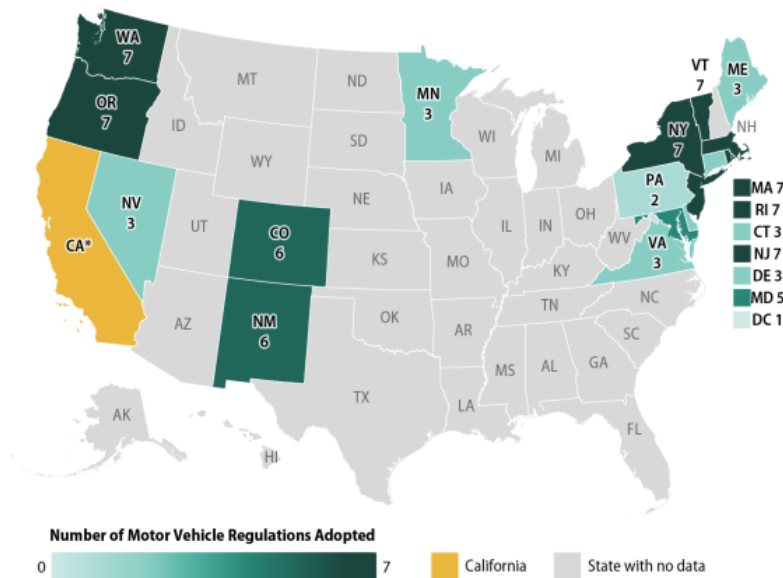 WA
7
OR
7
CA*
NV
3
ID
MT
WY
UT
AZ
CO
6
NM
6
ND
SD
NE
KS
OK
TX
MN
3
IA
MO
AR
LA
WI
IL
MI
IN
OH
KY
TN
MS
AL
GA
FL
SC
NC
WV
VA
3
PA
2
NY
7
VT
7
ME
3
NH
MA 7
RI 7
CT 3
NJ 7
DE 3
MD 5
DC 1
AK
HI
Number of Motor Vehicle Regulations Adopted
0
7
California
State with no data